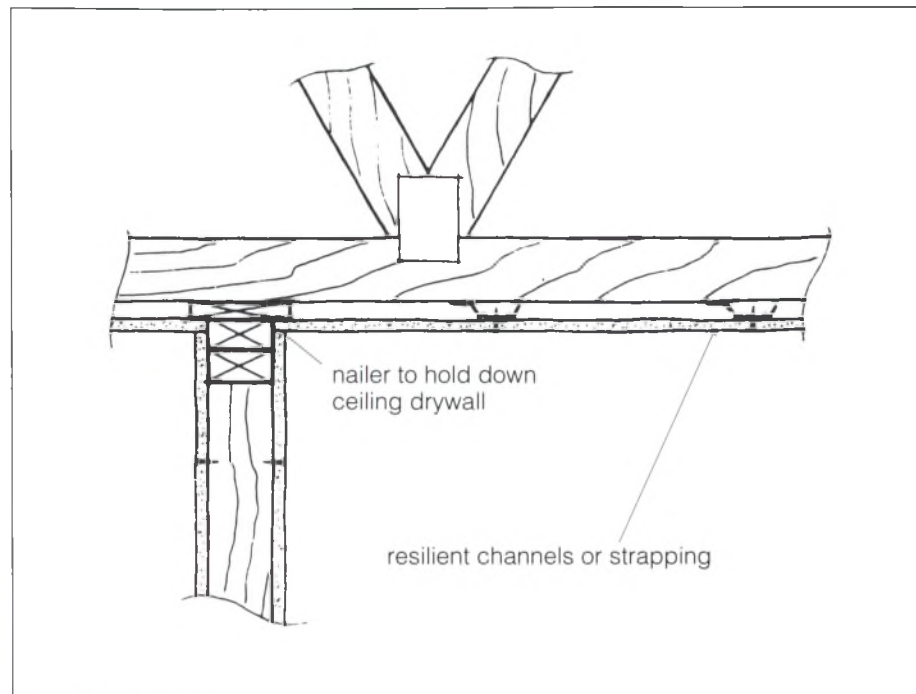 nailer to hold down
ceiling drywall
resilient channels or strapping